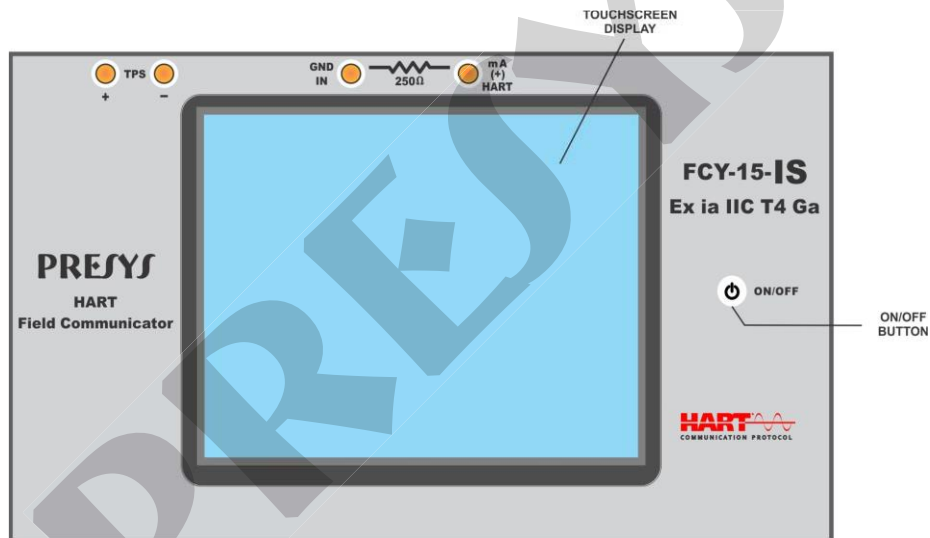 TOUCHSCREEN
DISPLAY
TPS
+
−
GND
IN
250Ω
mA
(+)
HART
FCY-15-IS
Ex ia IIC T4 Ga
PRESYS
HART
Field Communicator
ON/OFF
ON/OFF
BUTTON
HART
COMMUNICATION PROTOCOL
PRESYS